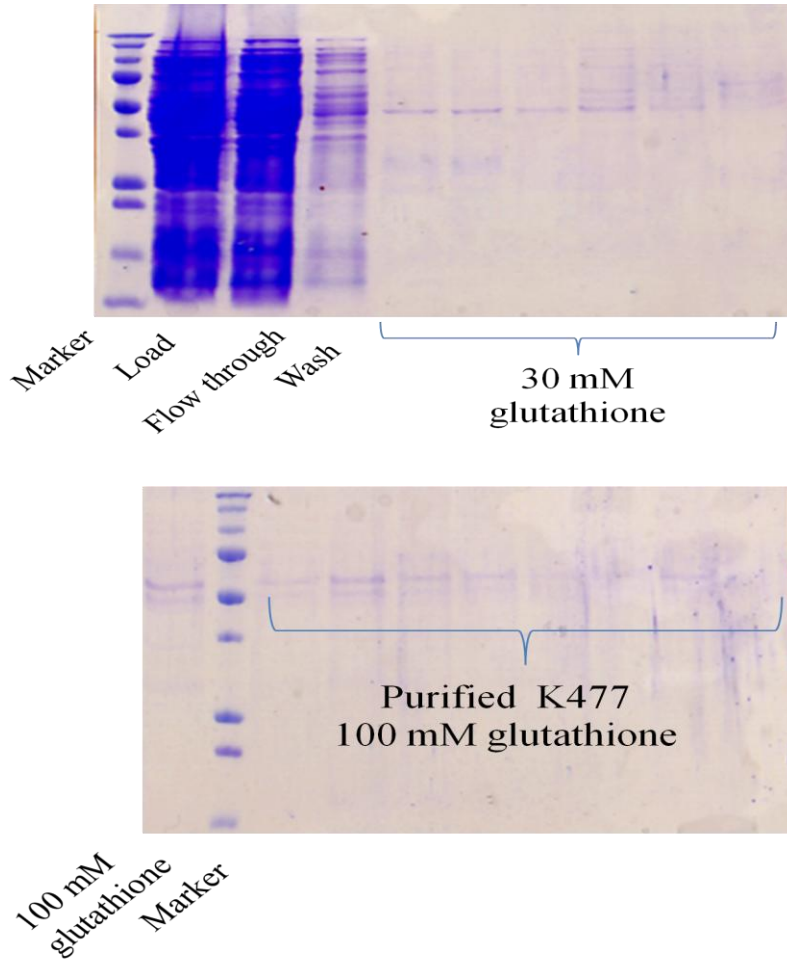 Marker
Load
Flow through
Wash
30 mM
glutathione
Purified K477
100 mM glutathione
100 mM
glutathione
Marker